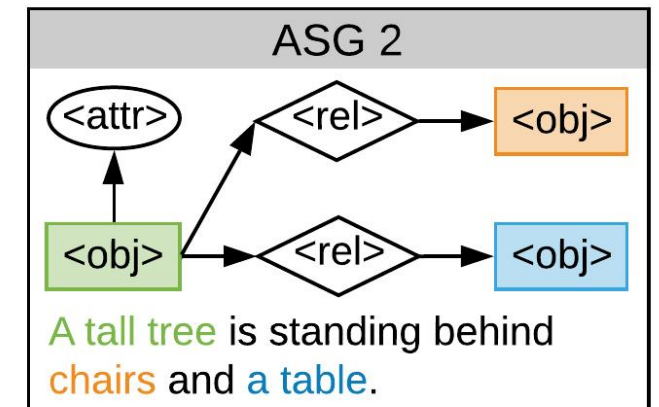 ASG 2
<attr> <rel> <obj>
<obj> <rel> <obj>
A tall tree is standing behind
chairs and a table.